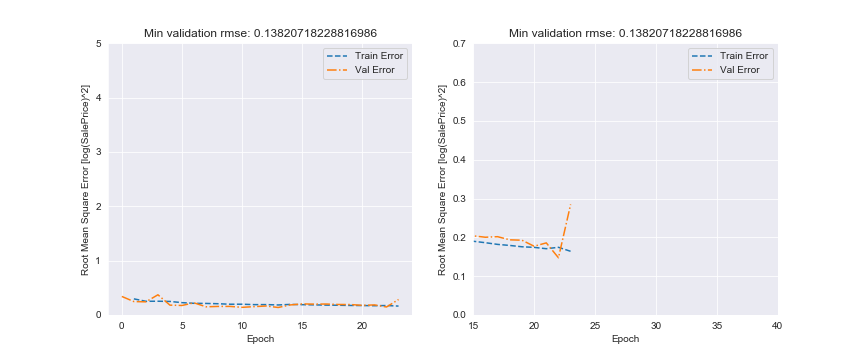 Min validation rmse: 0.13820718228816986
5
4
3
2
1
0
Root Mean Square Error [log(SalePrice)^2]
Train Error
Val Error
0
5
10
15
20
Epoch
Min validation rmse: 0.13820718228816986
0.7
0.6
0.5
0.4
0.3
0.2
0.1
0.0
Root Mean Square Error [log(SalePrice)^2]
Train Error
Val Error
15
20
25
30
35
40
Epoch